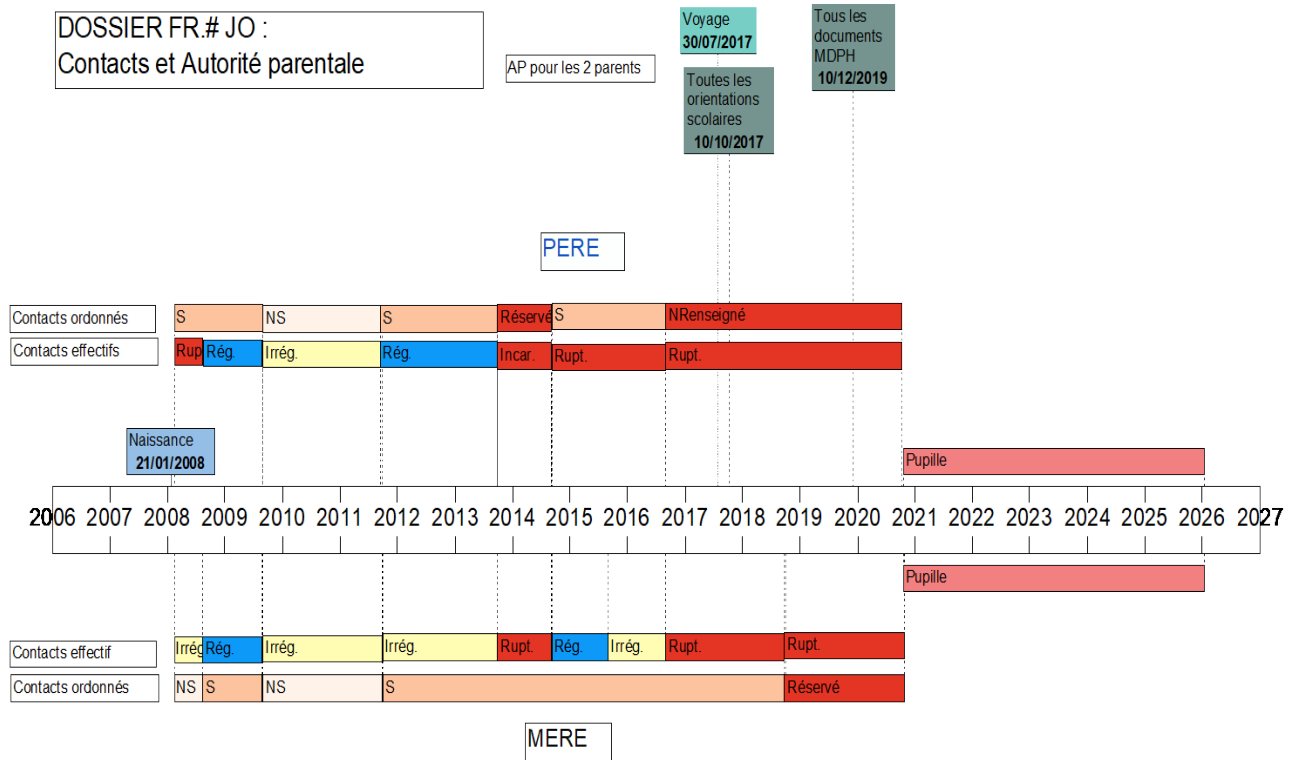 DOSSIER FR.# JO :
Contacts et Autorité parentale
AP pour les 2 parents
Voyage
30/07/2017
Toutes les
orientations
scolaires
10/10/2017
Tous les
documents
MDPH
10/12/2019
PERE
Contacts ordonnés
S
NS
S
Réservé
S
NRenseigné
Contacts effectifs
Rup
Rég.
Irrég.
Rég.
Incar.
Rupt.
Rupt.
Naissance
21/01/2008
Pupille
2006 2007 2008 2009 2010 2011 2012 2013 2014 2015 2016 2017 2018 2019 2020 2021 2022 2023 2024 2025 2026 2027
Pupille
Contacts effectif
Irrég
Rég.
Irrég.
Irrég.
Rupt.
Rég.
Irrég.
Rupt.
Rupt.
Contacts ordonnés
NS
S
NS
S
Réservé
MERE